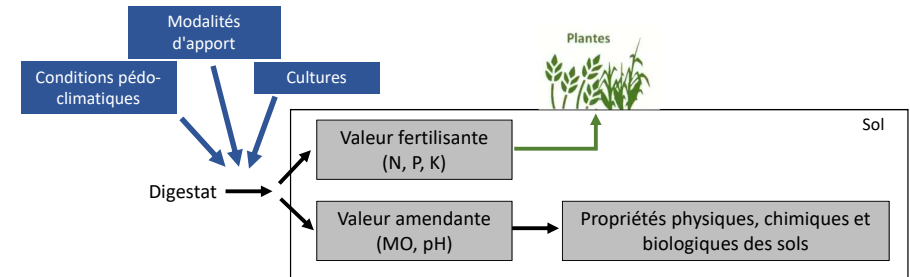 Modalités
d'apport
Conditions pédo-
climatiques
Cultures
Plantes
Sol
Valeur fertilisante
(N, P, K)
Digestat
Valeur amendante
(MO, pH)
Propriétés physiques, chimiques et
biologiques des sols